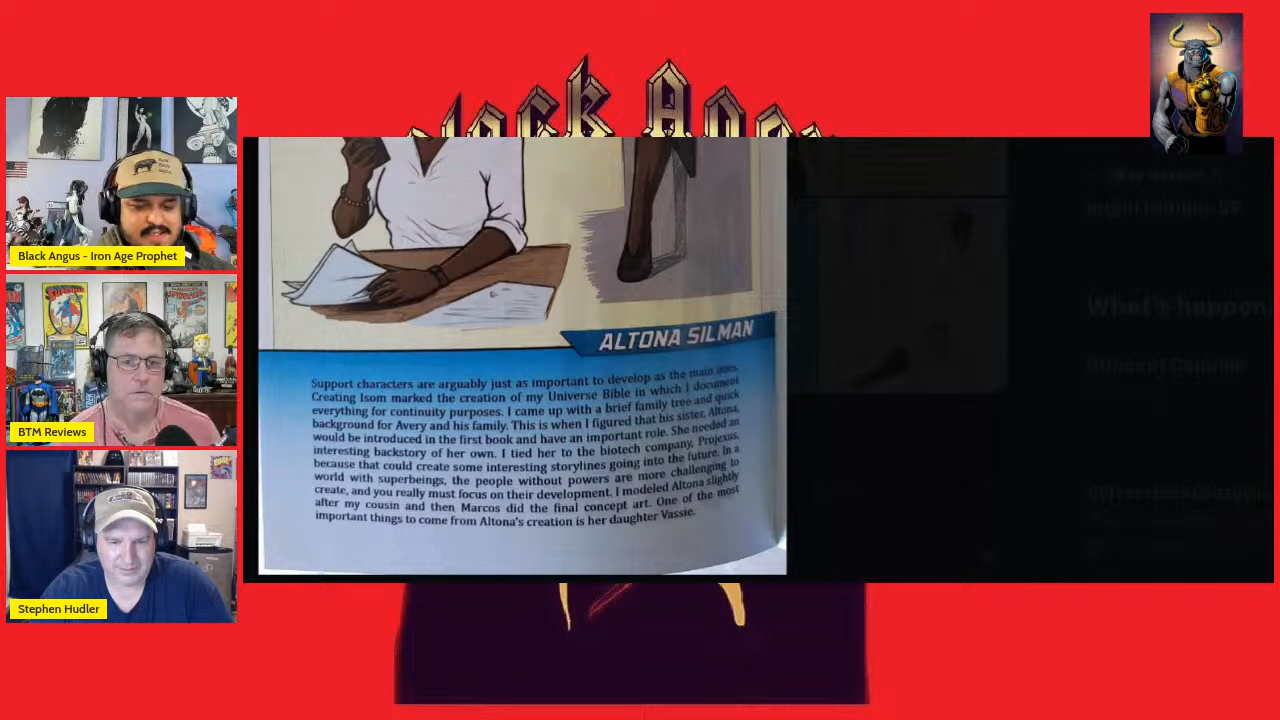 Black Ang
Black Angus - Iron Age Prophet
BTM Reviews
Stephen Hudler
ALTONA SILMAN
Support characters are arguably just as important to develop as the main ones.
Creating Isom marked the creation of my Universe Bible in which I document
everything for continuity purposes. I came up with a brief family tree and quick
background for Avery and his family. This is when I figured that his sister, Altona,
would be introduced in the first book and have an important role. She needed an
interesting backstory of her own. I tied her to the biotech company, Projexus,
because that could create some interesting storylines going into the future. In a
world with superbeings, the people without powers are more challenging to
create, and you really must focus on their development. I modeled Altona slightly
after my cousin and then Marcos did the final concept art. One of the most
important things to come from Altona's creation is her daughter Vassie.
What's happen